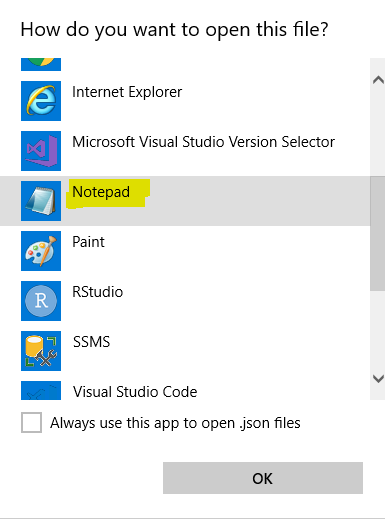 How do you want to open this file?
Internet Explorer
Microsoft Visual Studio Version Selector
Notepad
Paint
R
RStudio
SSMS
Visual Studio Code
Always use this app to open .json files
OK